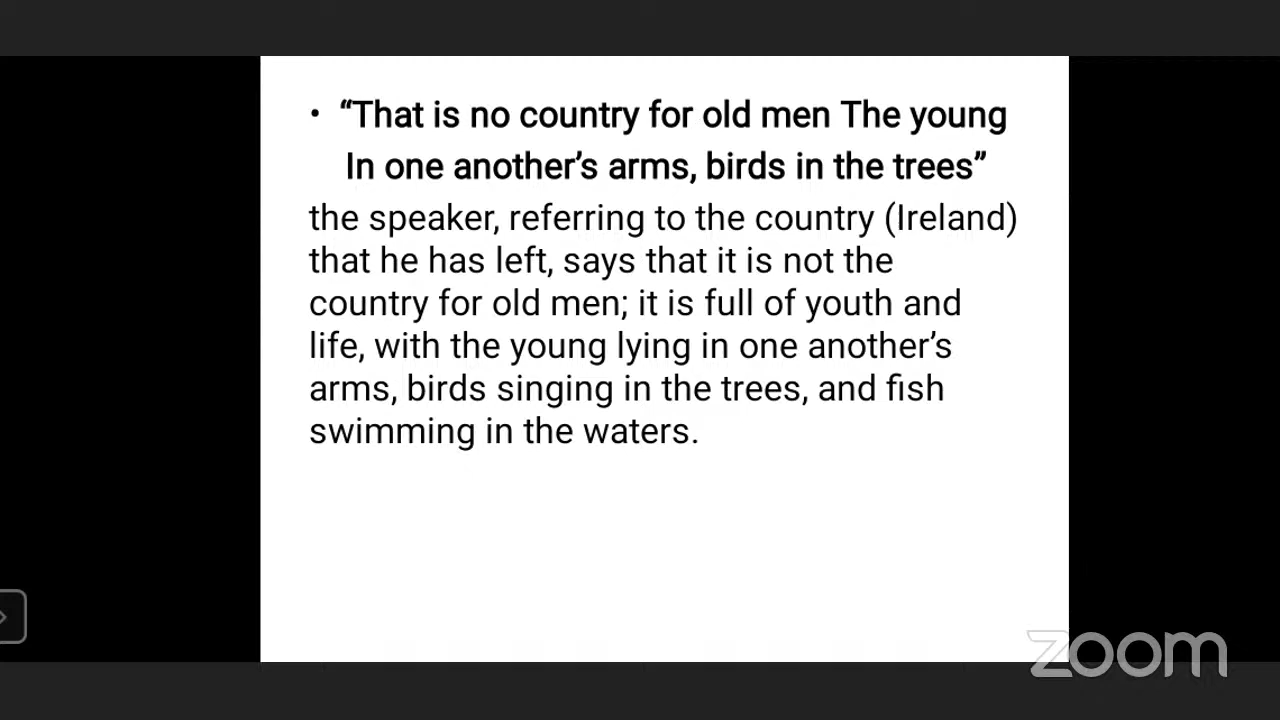 • “That is no country for old men The young
In one another’s arms, birds in the trees”
the speaker, referring to the country (Ireland)
that he has left, says that it is not the
country for old men; it is full of youth and
life, with the young lying in one another’s
arms, birds singing in the trees, and fish
swimming in the waters.
zoom